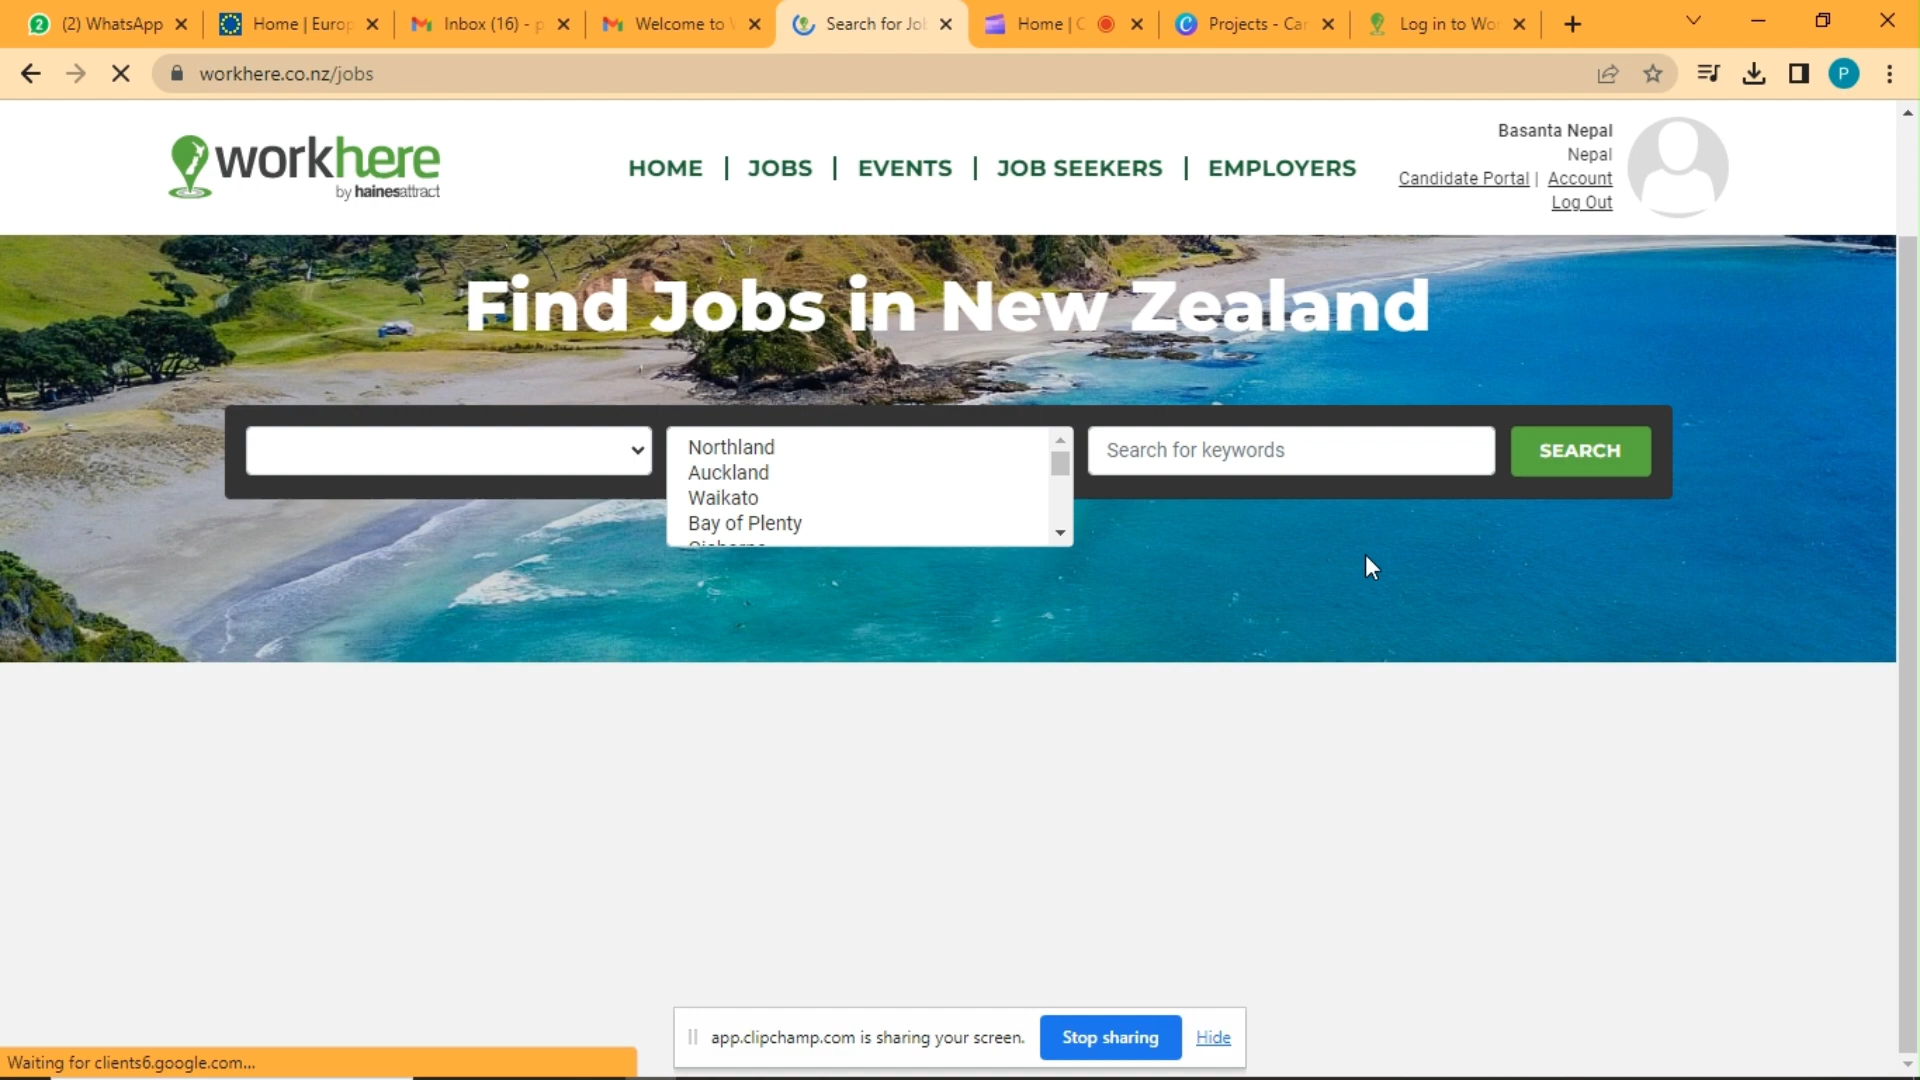 2 (2) WhatsApp
Home | Europ
Inbox (16) - p
Welcome to
Search for Jo
Home | C
Projects - Ca
Log in to Wo
workhere.co.nz/jobs
P
workhere
by hainesattract
HOME | JOBS | EVENTS | JOB SEEKERS | EMPLOYERS
Basanta Nepal
Nepal
Candidate Portal | Account
Log Out
Find Jobs in New Zealand
Northland
Auckland
Waikato
Bay of Plenty
Search for keywords
SEARCH
app.clipchamp.com is sharing your screen.
Stop sharing
Hide
Waiting for clients6.google.com...